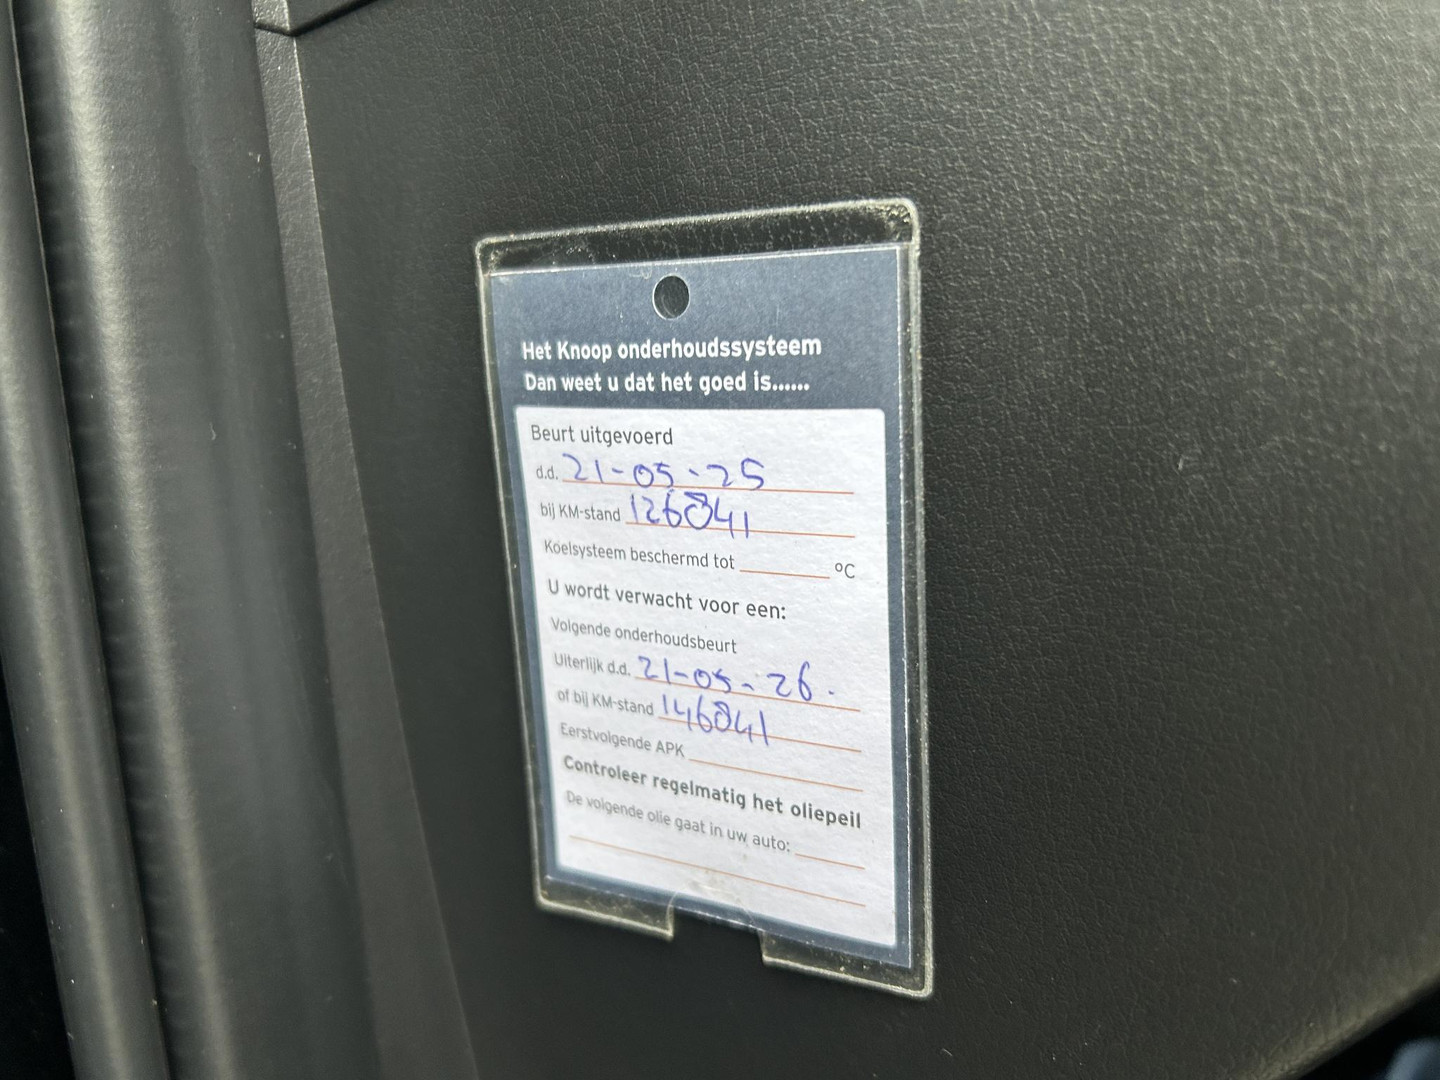 Het Knoop onderhoudssysteem
Dan weet u dat het goed is......
Beurt uitgevoerd
d.d. 21-05-25
bij KM-stand 126841
Koelsysteem beschermd tot ________ °C
U wordt verwacht voor een:
Volgende onderhoudsbeurt
Uiterlijk d.d. 21-05-26.
of bij KM-stand 146841
Eerstvolgende APK
Controleer regelmatig het oliepeil
De volgende olie gaat in uw auto: